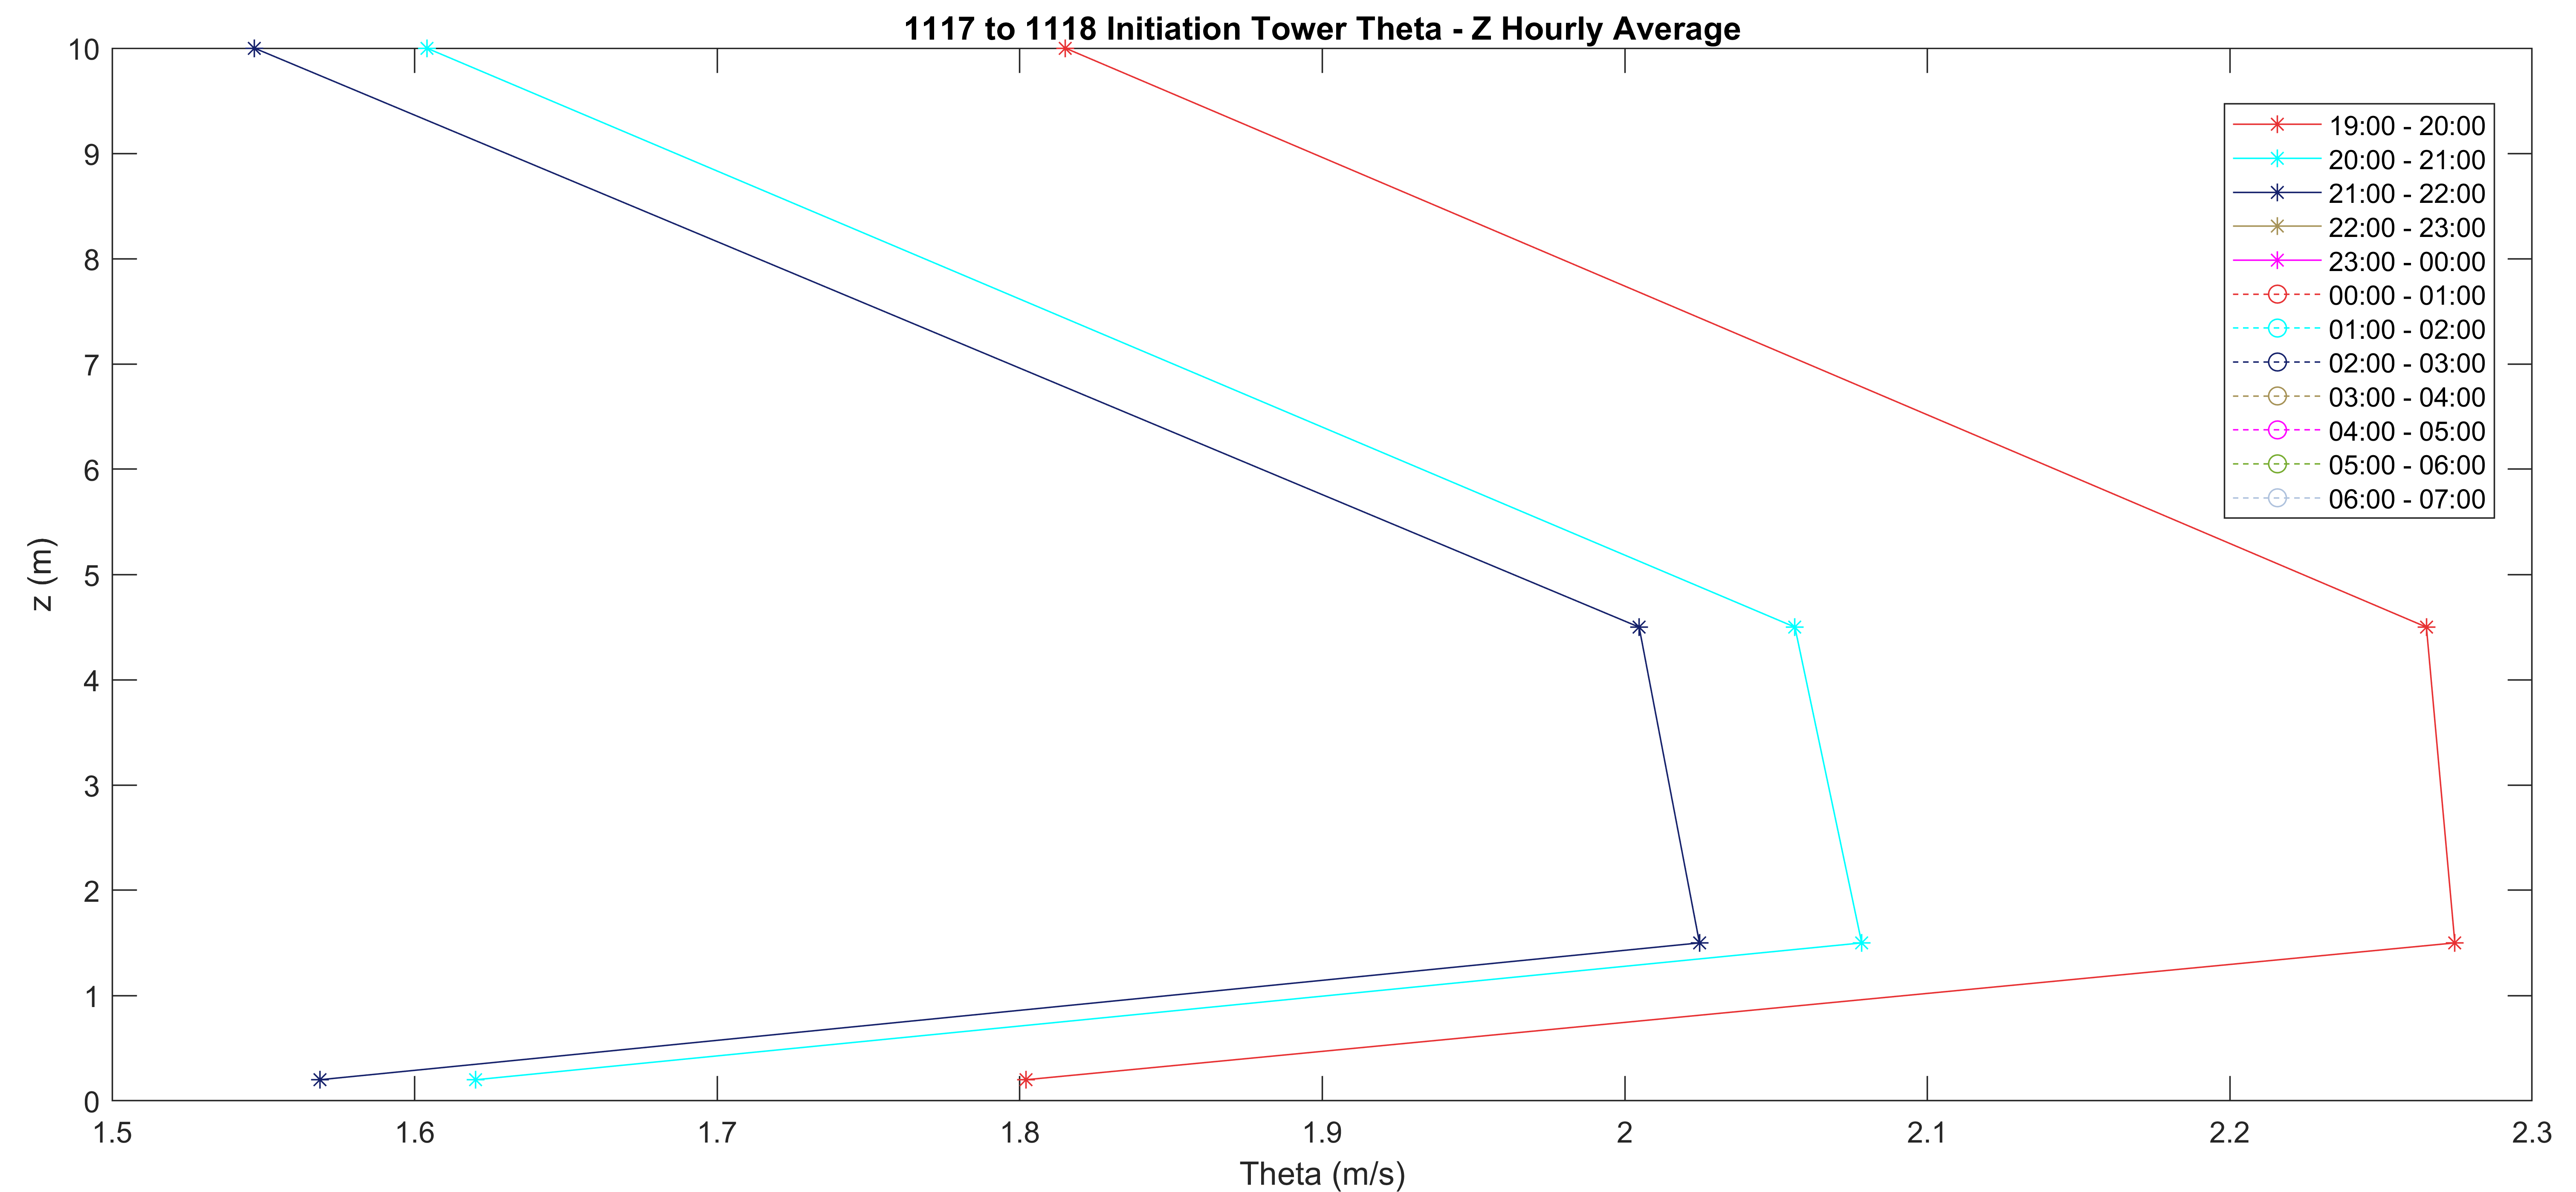 1117 to 1118 Initiation Tower Theta - Z Hourly Average
10
9
8
7
6
5
4
3
2
1
0
z (m)
19:00 - 20:00
20:00 - 21:00
21:00 - 22:00
22:00 - 23:00
23:00 - 00:00
00:00 - 01:00
01:00 - 02:00
02:00 - 03:00
03:00 - 04:00
04:00 - 05:00
05:00 - 06:00
06:00 - 07:00
1.5 1.6 1.7 1.8 1.9 2 2.1 2.2 2.3
Theta (m/s)